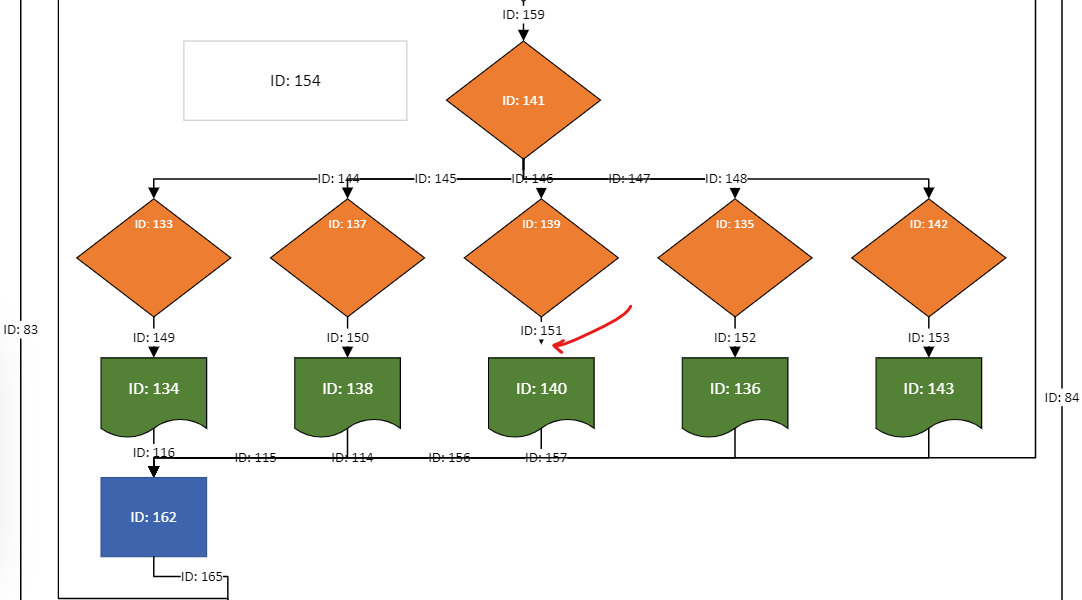 ID: 159
ID: 154
ID: 141
ID: 144
ID: 145
ID: 146
ID: 147
ID: 148
ID: 133
ID: 137
ID: 139
ID: 135
ID: 142
ID: 83
ID: 149
ID: 150
ID: 151
ID: 152
ID: 153
ID: 134
ID: 138
ID: 140
ID: 136
ID: 143
ID: 84
ID: 116
ID: 115
ID: 114
ID: 156
ID: 157
ID: 162
ID: 165